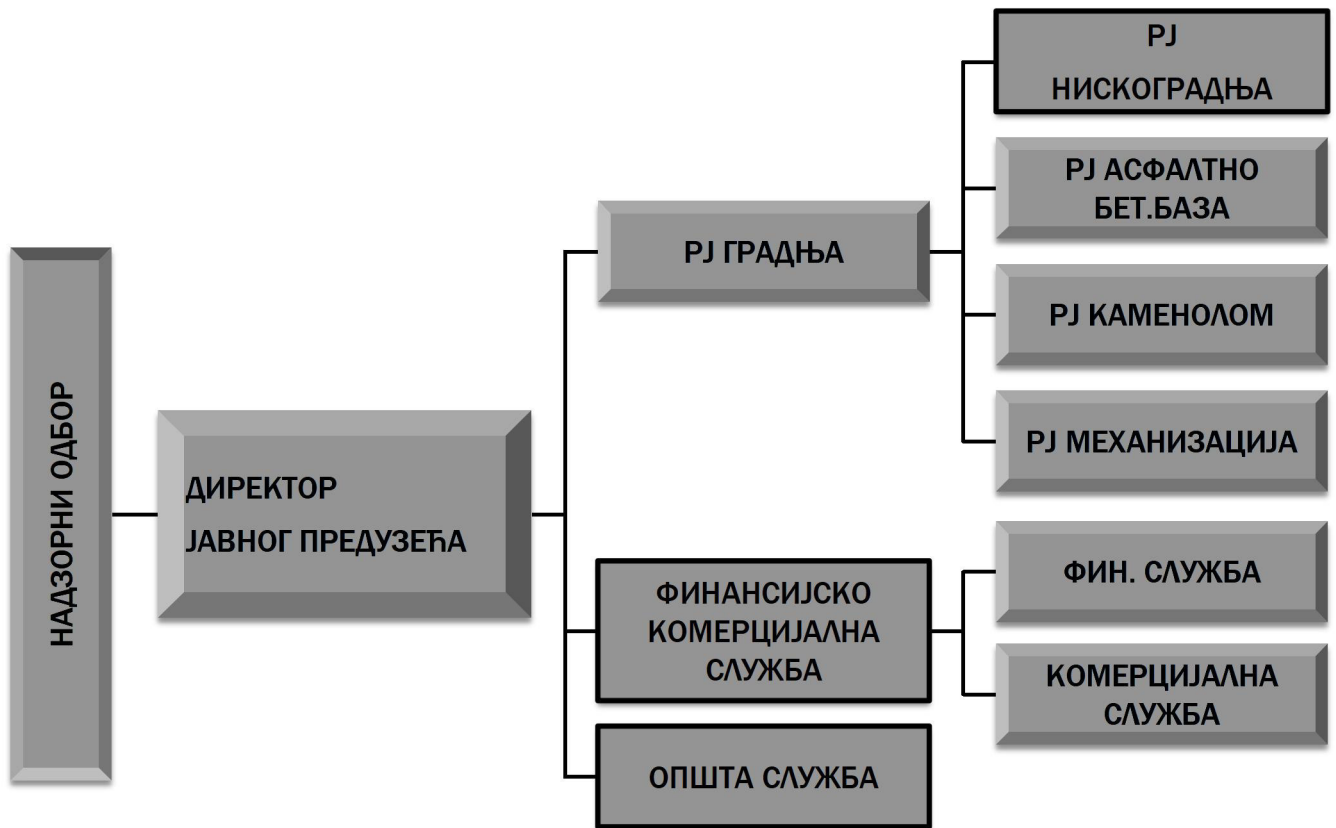 НАДЗОРНИ ОДБОР
ДИРЕКТОР
ЈАВНОГ ПРЕДУЗЕЋА
РЈ ГРАДЊА
РЈ
НИСКОГРАДЊА
РЈ АСФАЛТНО
БЕТ.БАЗА
РЈ КАМЕНОЛОМ
РЈ МЕХАНИЗАЦИЈА
ФИНАНСИЈСКО
КОМЕРЦИЈАЛНА
СЛУЖБА
ФИН. СЛУЖБА
КОМЕРЦИЈАЛНА
СЛУЖБА
ОПШТА СЛУЖБА